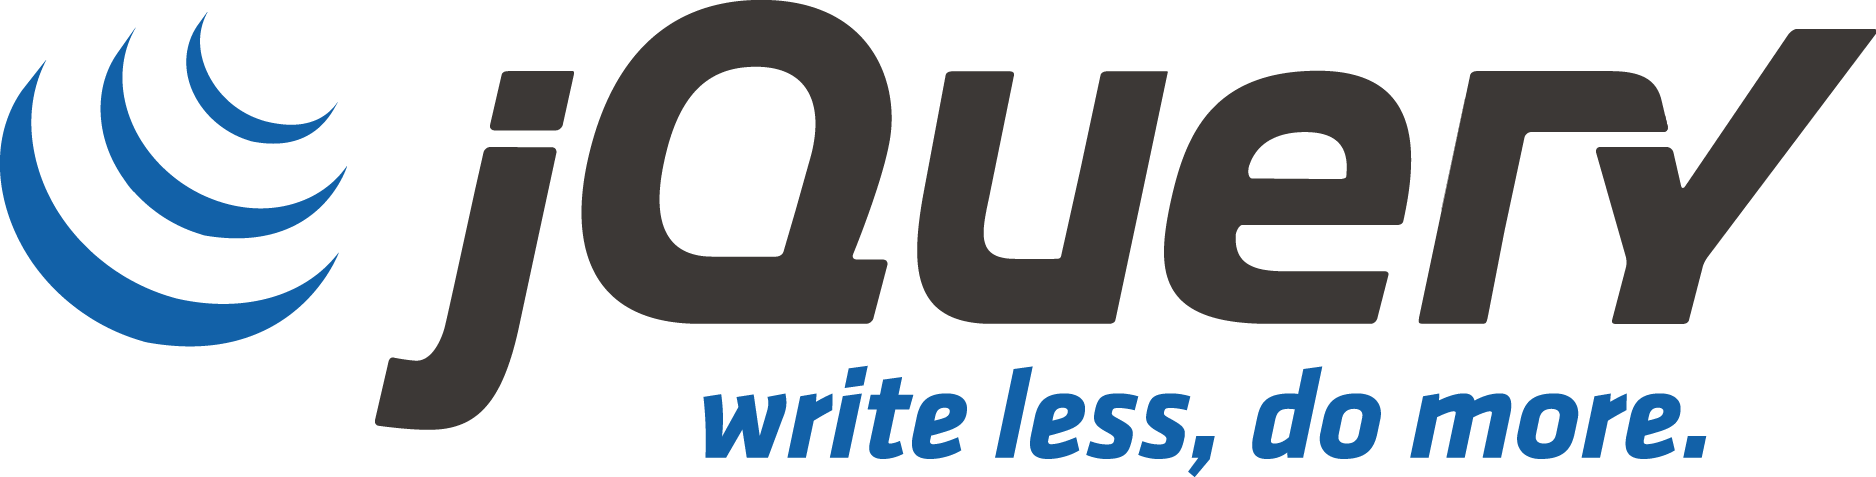 jQuery
write less, do more.